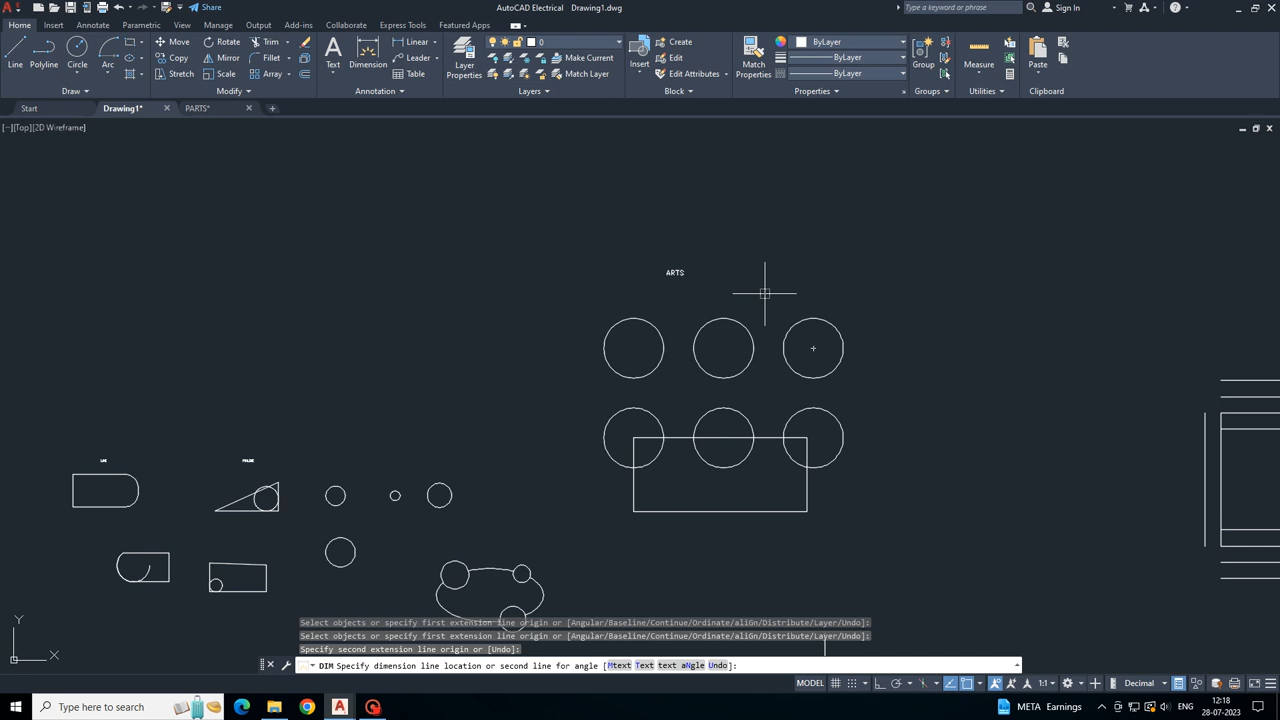 Share
AutoCAD Electrical Drawing1.dwg
Type a keyword or phrase
Sign In
Home Insert Annotate Parametric View Manage Output Add-ins Collaborate Express Tools Featured Apps
Line Polyline Circle Arc
Move Rotate Trim
Copy Mirror Fillet
Stretch Scale Array
Text Dimension
Linear
Leader
Table
Layer Properties
0
Make Current
Match Layer
Insert
Create
Edit
Edit Attributes
Match Properties
ByLayer
ByLayer
ByLayer
Group
Measure
Paste
Draw Modify Annotation Layers Block Properties Groups Utilities Clipboard
Start Drawing1* PARTS*
[−][Top][2D Wireframe]
ARTS
Y
X
Select objects or specify first extension line origin or [Angular/Baseline/Continue/Ordinate/aliGn/Distribute/Layer/Undo]:
Select objects or specify first extension line origin or [Angular/Baseline/Continue/Ordinate/aliGn/Distribute/Layer/Undo]:
Specify second extension line origin or [Undo]:
DIM Specify dimension line location or second line for angle [Mtext Text text aNgle Undo]:
MODEL 1:1 Decimal
Type here to search
META Earnings
ENG
12:18
28-07-2023